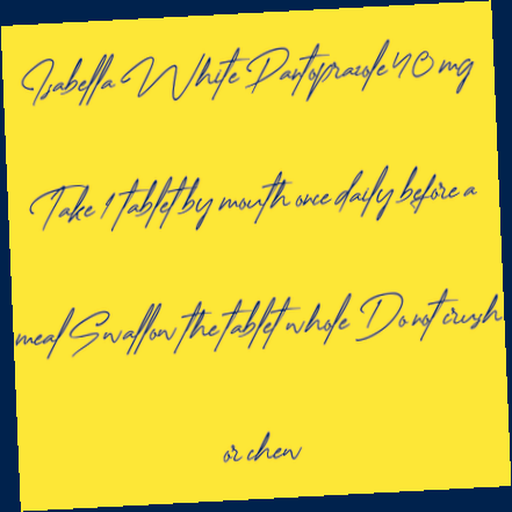 Isabella White Pantoprazole 40 mg
Take 1 tablet by mouth once daily before a
meal Swallow the tablet whole Do not crush
or chew